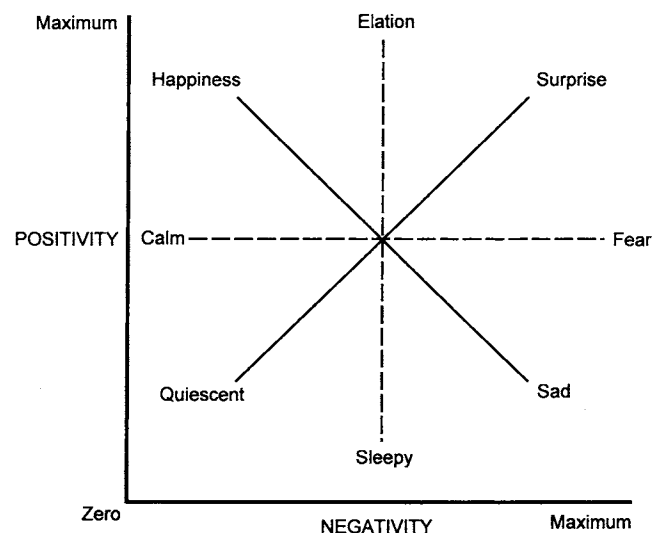 Maximum
Elation
Happiness
Surprise
POSITIVITY
Calm
Fear
Quiescent
Sad
Sleepy
Zero
NEGATIVITY
Maximum